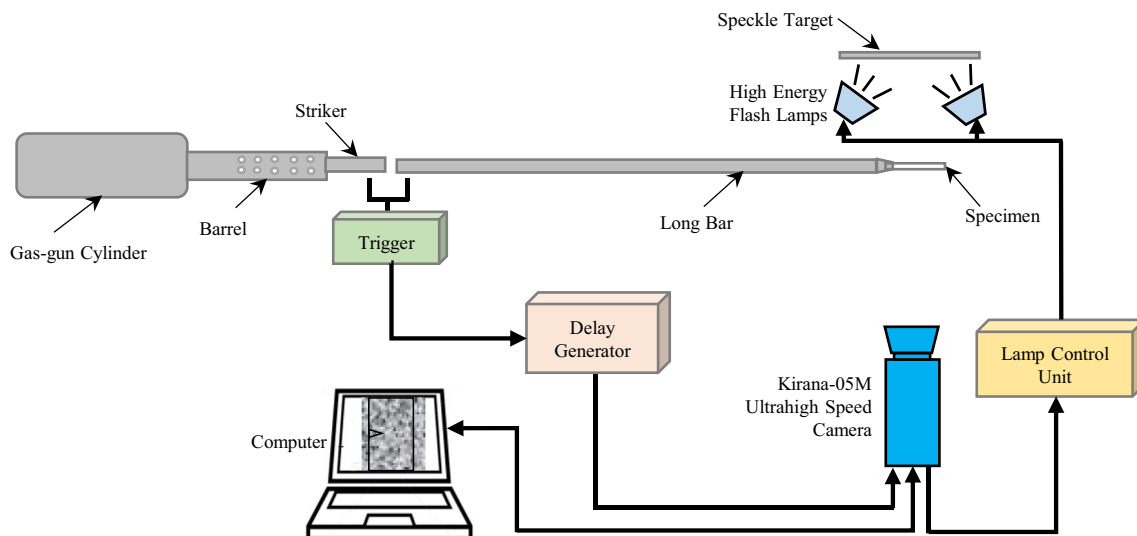 Speckle Target
High Energy
Flash Lamps
Striker
Barrel
Gas-gun Cylinder
Long Bar
Specimen
Trigger
Delay
Generator
Lamp Control
Unit
Kirana-05M
Ultrahigh Speed
Camera
Computer